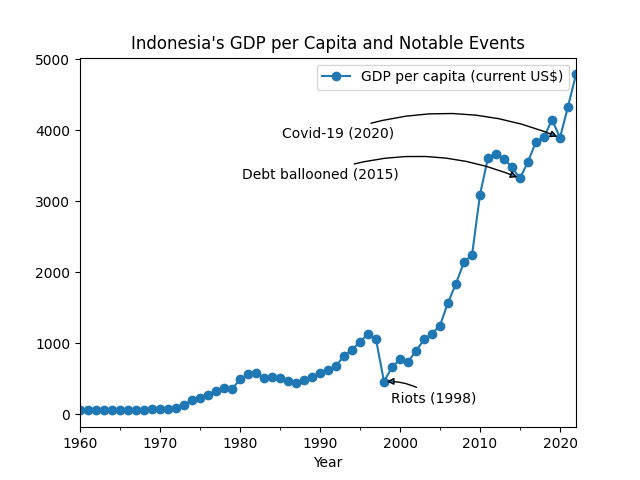 Indonesia's GDP per Capita and Notable Events
5000
GDP per capita (current US$)
4000
Covid-19 (2020)
Debt ballooned (2015)
3000
2000
1000
Riots (1998)
0
1960 1970 1980 1990 2000 2010 2020
Year